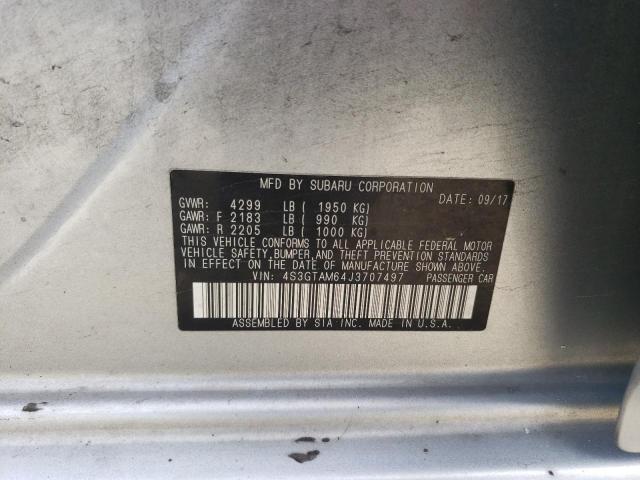 MFD BY SUBARU CORPORATION
DATE: 09/17
GVWR: 4299 LB ( 1950 KG)
GAWR: F 2183 LB ( 990 KG)
GAWR: R 2205 LB ( 1000 KG)
THIS VEHICLE CONFORMS TO ALL APPLICABLE FEDERAL MOTOR
VEHICLE SAFETY, BUMPER, AND THEFT PREVENTION STANDARDS
IN EFFECT ON THE DATE OF MANUFACTURE SHOWN ABOVE.
VIN: 4S3GTAM64J3707497 PASSENGER CAR
ASSEMBLED BY SIA INC. MADE IN U.S.A.